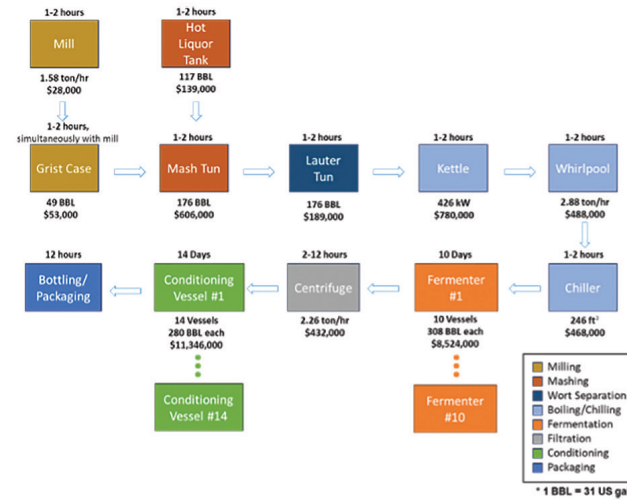 1-2 hours
Mill
1.58 ton/hr
$28,000
1-2 hours
Hot
Liquor
Tank
117 BBL
$139,000
1-2 hours,
simultaneously with mill
Grist Case
49 BBL
$53,000
1-2 hours
Mash Tun
176 BBL
$606,000
1-2 hours
Lauter
Tun
176 BBL
$189,000
1-2 hours
Kettle
426 kW
$780,000
1-2 hours
Whirlpool
2.88 ton/hr
$488,000
12 hours
Bottling/
Packaging
14 Days
Conditioning
Vessel #1
14 Vessels
280 BBL each
$11,346,000
2-12 hours
Centrifuge
2.26 ton/hr
$432,000
10 Days
Fermenter
#1
10 Vessels
308 BBL each
$8,524,000
1-2 hours
Chiller
246 ft²
$468,000
Conditioning
Vessel #14
Fermenter
#10
Milling
Mashing
Wort Separation
Boiling/Chilling
Fermentation
Filtration
Conditioning
Packaging
* 1 BBL = 31 US gal